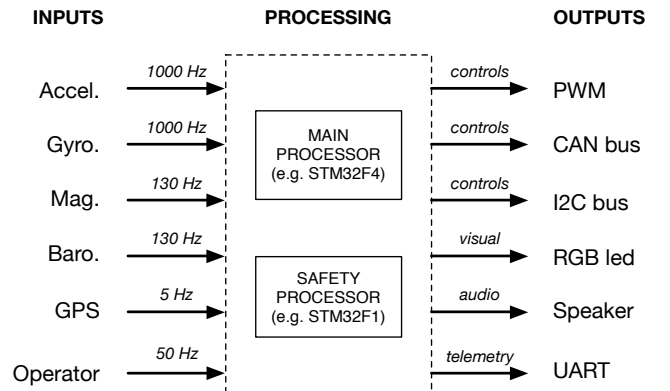 INPUTS PROCESSING OUTPUTS
Accel. 1000 Hz controls PWM
Gyro. 1000 Hz controls CAN bus
MAIN
PROCESSOR
(e.g. STM32F4)
Mag. 130 Hz controls I2C bus
Baro. 130 Hz visual RGB led
SAFETY
PROCESSOR
(e.g. STM32F1)
GPS 5 Hz audio Speaker
Operator 50 Hz telemetry UART